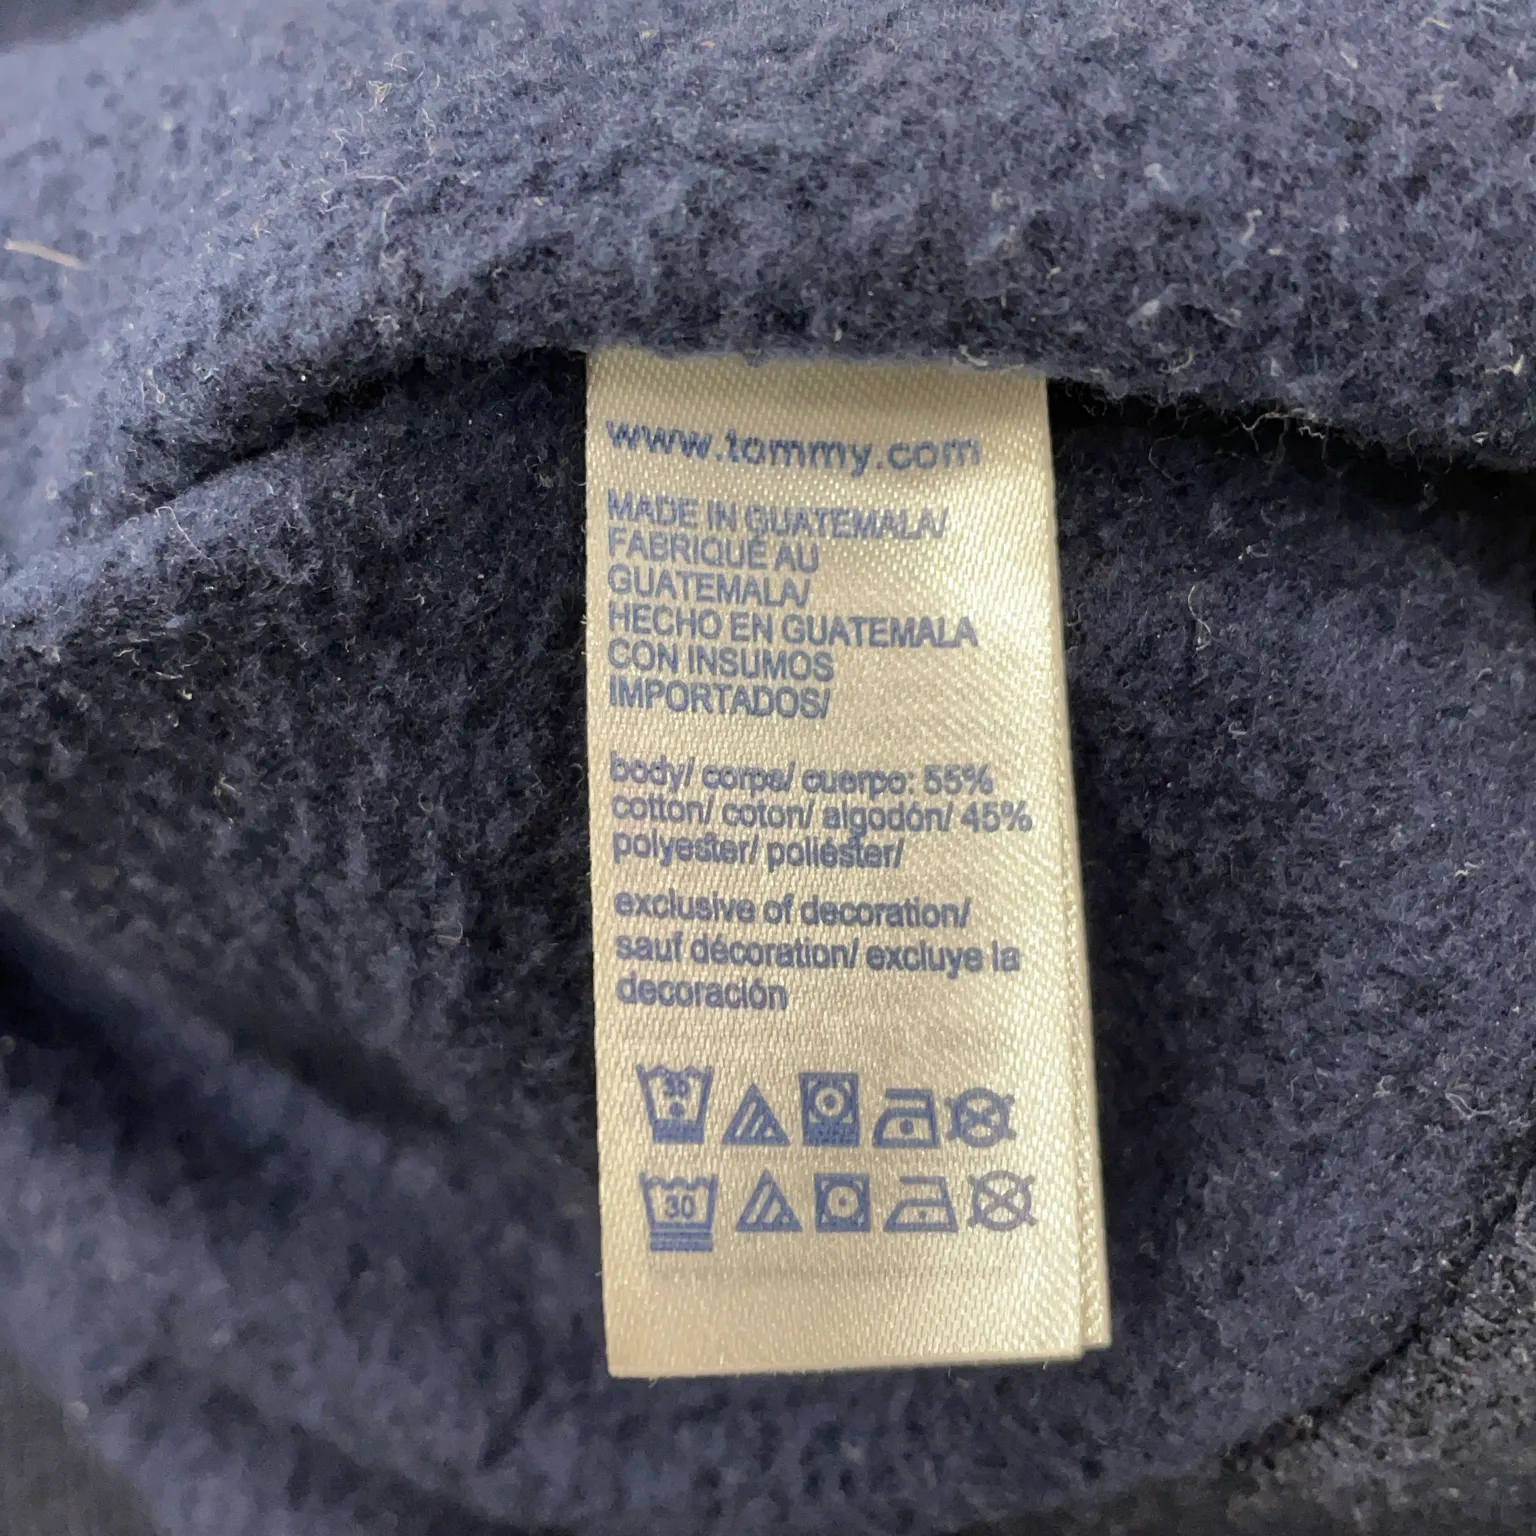 www.tommy.com
MADE IN GUATEMALA/
FABRIQUÉ AU
GUATEMALA/
HECHO EN GUATEMALA
CON INSUMOS
IMPORTADOS/
body/ corps/ cuerpo: 55%
cotton/ coton/ algodón/ 45%
polyester/ poliéster/
exclusive of decoration/
sauf décoration/ excluye la
decoración
30
30